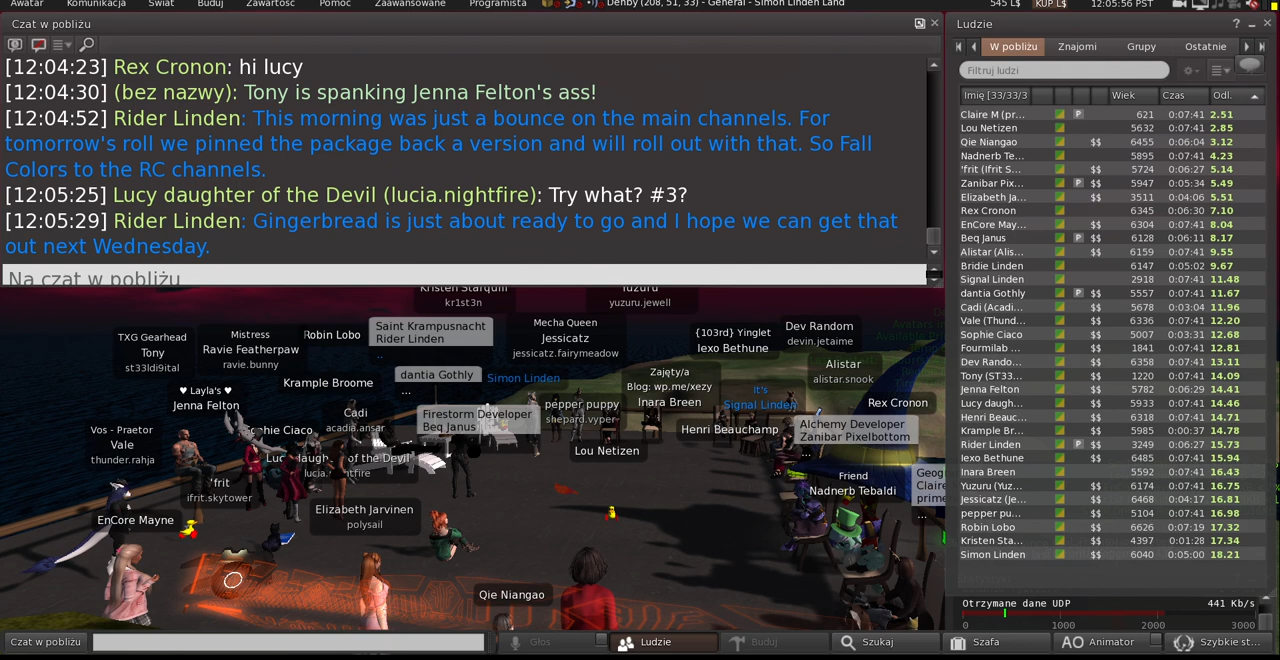 Awatar Komunikacja Świat Buduj Zawartość Pomoc Zaawansowane Programista Denby (208, 51, 33) - General - Simon Linden Land 545 L$ KUP L$ 12:05:56 PST
Czat w pobliżu
[12:04:23] Rex Cronon: hi lucy
[12:04:30] (bez nazwy): Tony is spanking Jenna Felton's ass!
[12:04:52] Rider Linden: This morning was just a bounce on the main channels. For
tomorrow's roll we pinned the package back a version and will roll out with that. So Fall
Colors to the RC channels.
[12:05:25] Lucy daughter of the Devil (lucia.nightfire): Try what? #3?
[12:05:29] Rider Linden: Gingerbread is just about ready to go and I hope we can get that
out next Wednesday.
Na czat w pobliżu
Kristen Starquin
kr1st3n
Yuzuru
yuzuru.jewell
TXG Gearhead
Tony
st33ldi9ital
Mistress
Ravie Featherpaw
ravie.bunny
Robin Lobo
Saint Krampusnacht
Rider Linden
..
Mecha Queen
Jessicatz
jessicatz.fairymeadow
{103rd} Yinglet
Iexo Bethune
Dev Random
devin.jetaime
♥ Layla's ♥
Jenna Felton
Krample Broome
dantia Gothly
...
Simon Linden
Zajęty/a
Blog: wp.me/xezy
Inara Breen
It's
Signal Linden
Alistar
alistar.snook
Rex Cronon
Vos - Praetor
Vale
thunder.rahja
Sophie Ciaco
Cadi
acadia.ansar
Firestorm Developer
Beq Janus
pepper puppy
shepard.vyper
Henri Beauchamp
Alchemy Developer
Zanibar Pixelbottom
...
Lucy daugh of the Devil
lucia. htfire
Lou Netizen
'frit
ifrit.skytower
Friend
Nadnerb Tebaldi
Geog
Claire
prime
...
EnCore Mayne
Elizabeth Jarvinen
polysail
Qie Niangao
Ludzie
? _ ×
W pobliżu Znajomi Grupy Ostatnie
Filtruj ludzi
Imię [33/33/3 Wiek Czas Odl.
Claire M (pr... P 621 0:07:41 2.51
Lou Netizen 5632 0:07:41 2.85
Qie Niangao $$ 6455 0:06:04 3.12
Nadnerb Te... 5895 0:07:41 4.23
'frit (Ifrit S... $$ 5724 0:06:27 5.14
Zanibar Pix... P $$ 5947 0:05:34 5.49
Elizabeth Ja... $$ 3511 0:04:06 5.51
Rex Cronon 6345 0:06:30 7.10
EnCore May... $$ 6304 0:07:41 8.04
Beq Janus P $$ 6128 0:06:11 8.17
Alistar (Alis... $$ 6159 0:07:41 9.55
Bridie Linden 6147 0:05:02 9.67
Signal Linden 2918 0:07:41 11.48
dantia Gothly P $$ 5557 0:07:41 11.67
Cadi (Acadi... $$ 5678 0:03:04 11.96
Vale (Thund... $$ 6336 0:07:41 12.20
Sophie Ciaco $$ 5007 0:03:31 12.68
Fourmilab ... $$ 1841 0:07:41 12.81
Dev Rando... $$ 6358 0:07:41 13.11
Tony (ST33... $$ 1220 0:07:41 14.09
Jenna Felton $$ 5782 0:06:29 14.41
Lucy daugh... $$ 5933 0:07:41 14.46
Henri Beauc... $$ 6318 0:07:41 14.71
Krample Br... $$ 5985 0:00:37 14.78
Rider Linden P $$ 3249 0:06:27 15.73
Iexo Bethune $$ 6485 0:07:41 15.94
Inara Breen 5592 0:07:41 16.43
Yuzuru (Yuz... $$ 6174 0:07:41 16.75
Jessicatz (Je... $$ 6468 0:04:17 16.81
pepper pu... $$ 5104 0:07:41 16.98
Robin Lobo $$ 6626 0:07:19 17.32
Kristen Sta... $$ 4397 0:01:28 17.34
Simon Linden $$ 6040 0:05:00 18.21
Otrzymane dane UDP 441 Kb/s
0 1000 2000 3000
Czat w pobliżu Głos Ludzie Buduj Szukaj Szafa AO Animator Szybkie st...